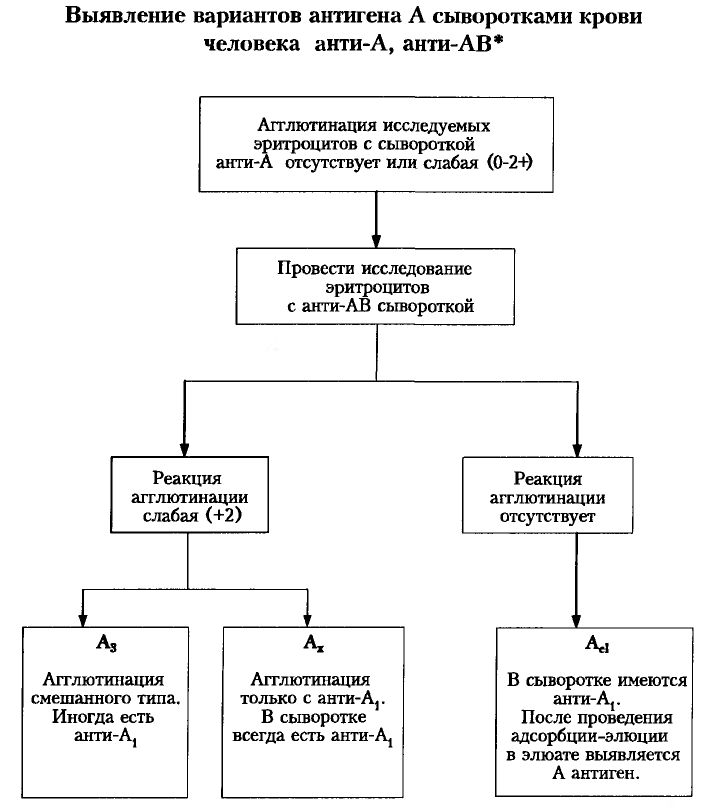 Выявление вариантов антигена А сыворотками крови
человека анти-А, анти-АВ*
Агглютинация исследуемых
эритроцитов с сывороткой
анти-А отсутствует или слабая (0-2+)
Провести исследование
эритроцитов
с анти-АВ сывороткой
Реакция
агглютинации
слабая (+2)
Реакция
агглютинации
отсутствует
А3
Агглютинация
смешанного типа.
Иногда есть
анти-А1
Аx
Агглютинация
только с анти-А1.
В сыворотке
всегда есть анти-А1
Аel
В сыворотке имеются
анти-А1.
После проведения
адсорбции-элюции
в элюате выявляется
А антиген.